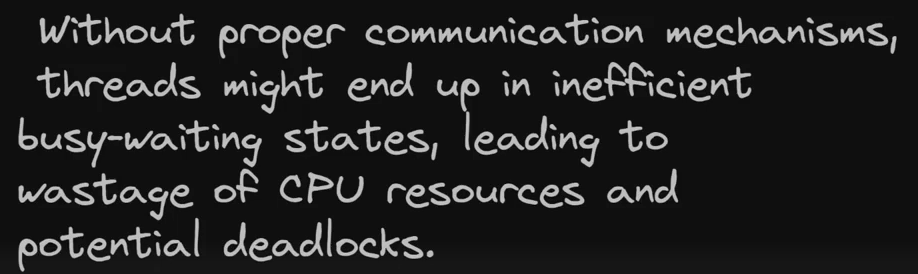 Without proper communication mechanisms,
threads might end up in inefficient
busy-waiting states, leading to
wastage of CPU resources and
potential deadlocks.